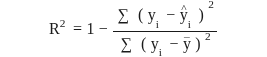 R² = 1 − ∑ (yᵢ − ŷᵢ)² / ∑ (yᵢ − ȳ)²